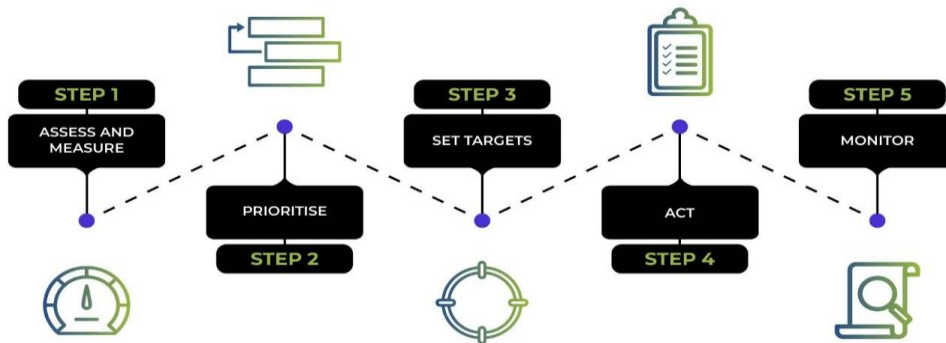 STEP 1
ASSESS AND
MEASURE
PRIORITISE
STEP 2
STEP 3
SET TARGETS
ACT
STEP 4
STEP 5
MONITOR